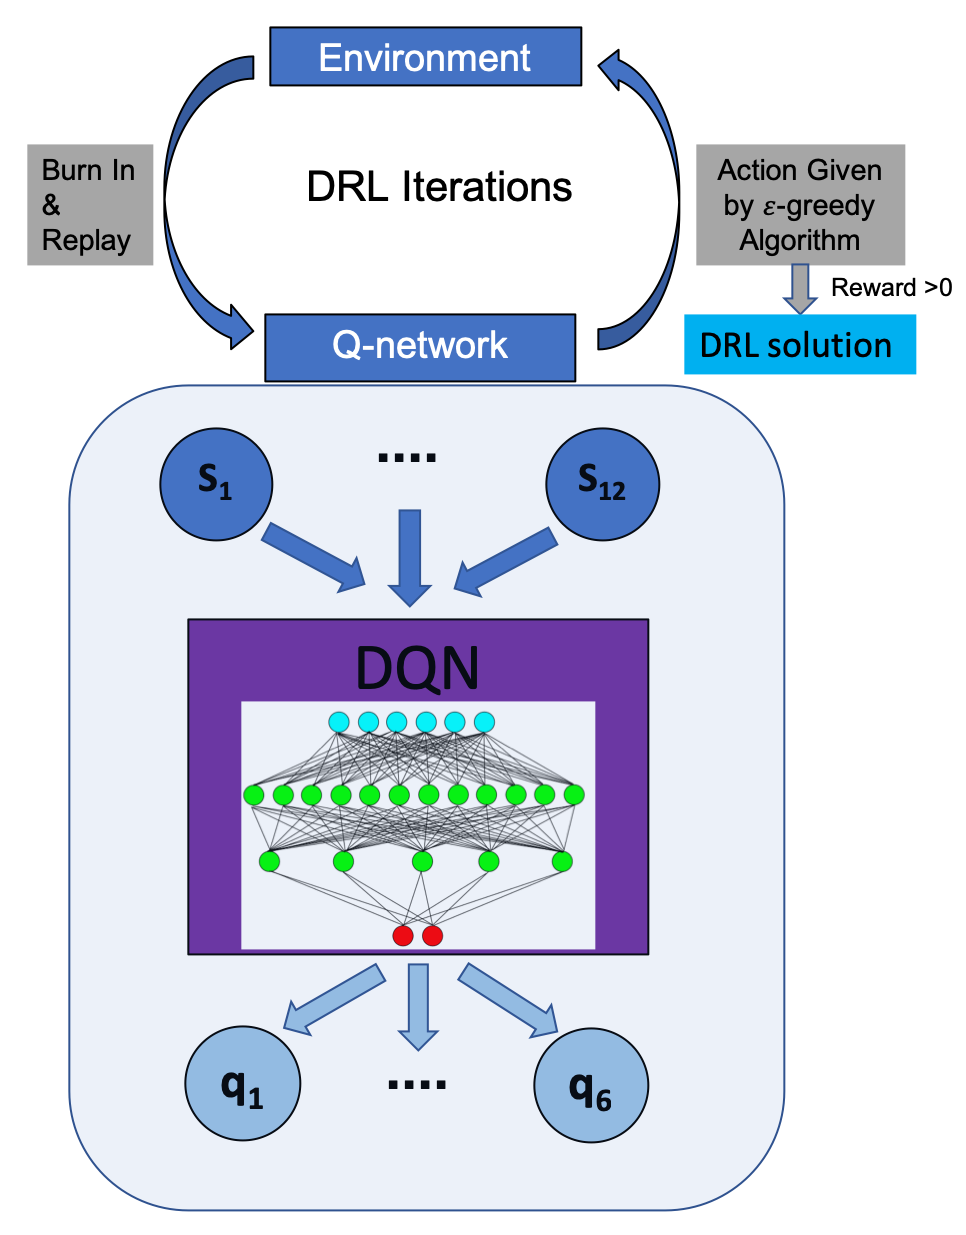 Environment
DRL Iterations
Burn In
&
Replay
Action Given
by ε-greedy
Algorithm
Reward >0
Q-network
DRL solution
S1
....
S12
DQN
q1
....
q6